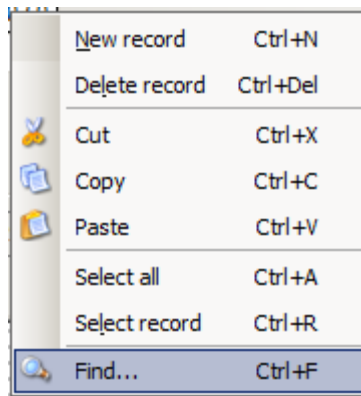 New record Ctrl+N
Delete record Ctrl+Del
Cut Ctrl+X
Copy Ctrl+C
Paste Ctrl+V
Select all Ctrl+A
Select record Ctrl+R
Find... Ctrl+F